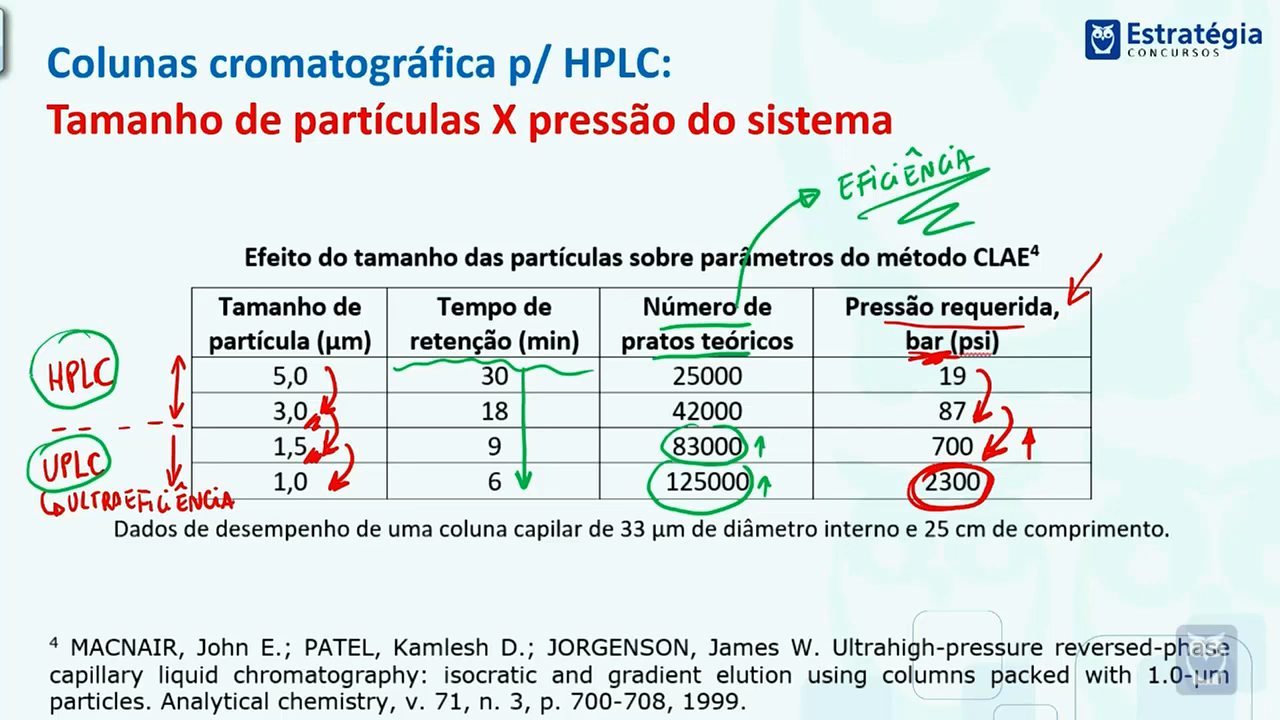 Estratégia
CONCURSOS
Colunas cromatográfica p/ HPLC:
Tamanho de partículas X pressão do sistema
EFICIÊNCIA
Efeito do tamanho das partículas sobre parâmetros do método CLAE⁴
Tamanho de partícula (µm) Tempo de retenção (min) Número de pratos teóricos Pressão requerida, bar (psi)
HPLC
5,0 30 25000 19
3,0 18 42000 87
1,5 9 83000 700
UPLC
1,0 6 125000 2300
ULTRAEFICIÊNCIA
Dados de desempenho de uma coluna capilar de 33 µm de diâmetro interno e 25 cm de comprimento.
⁴ MACNAIR, John E.; PATEL, Kamlesh D.; JORGENSON, James W. Ultrahigh-pressure reversed-phase
capillary liquid chromatography: isocratic and gradient elution using columns packed with 1.0-µm
particles. Analytical chemistry, v. 71, n. 3, p. 700-708, 1999.